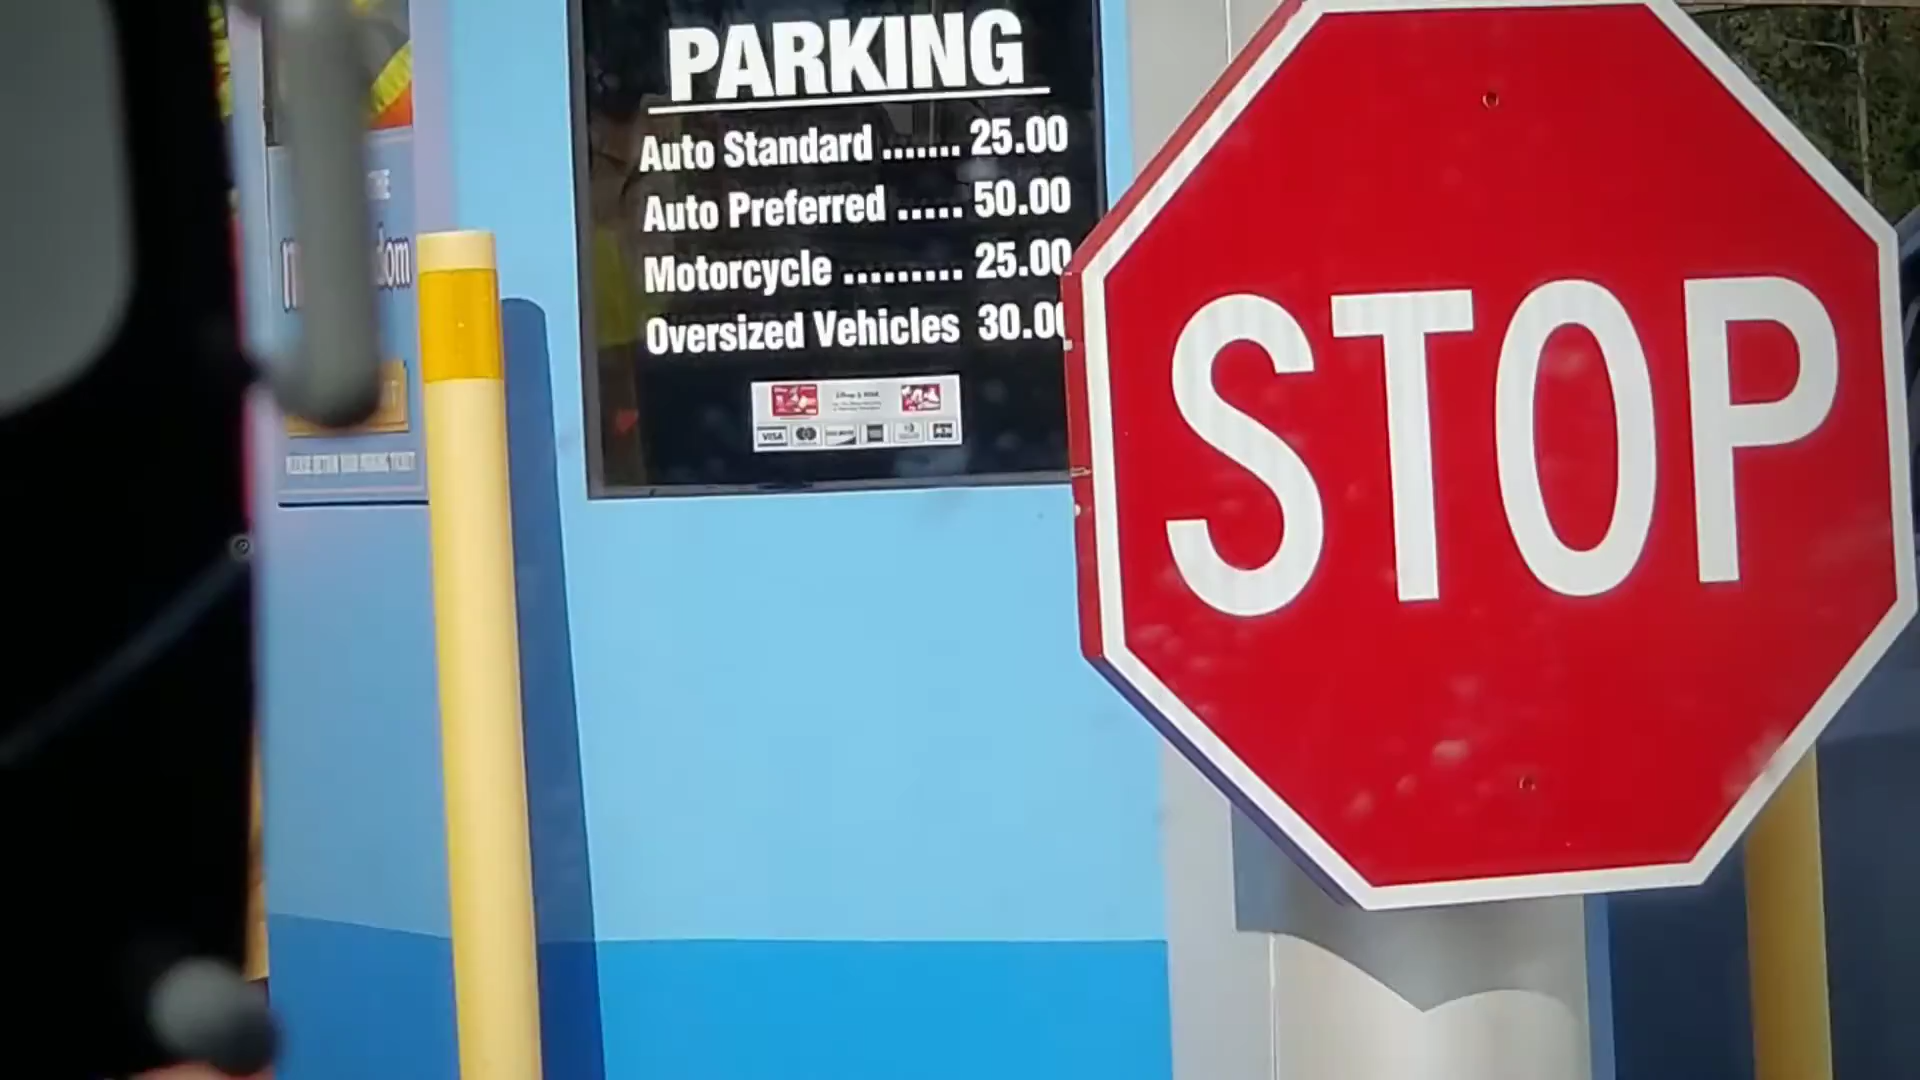 PARKING
Auto Standard ....... 25.00
Auto Preferred ..... 50.00
Motorcycle ......... 25.00
Oversized Vehicles 30.00
VISA
STOP